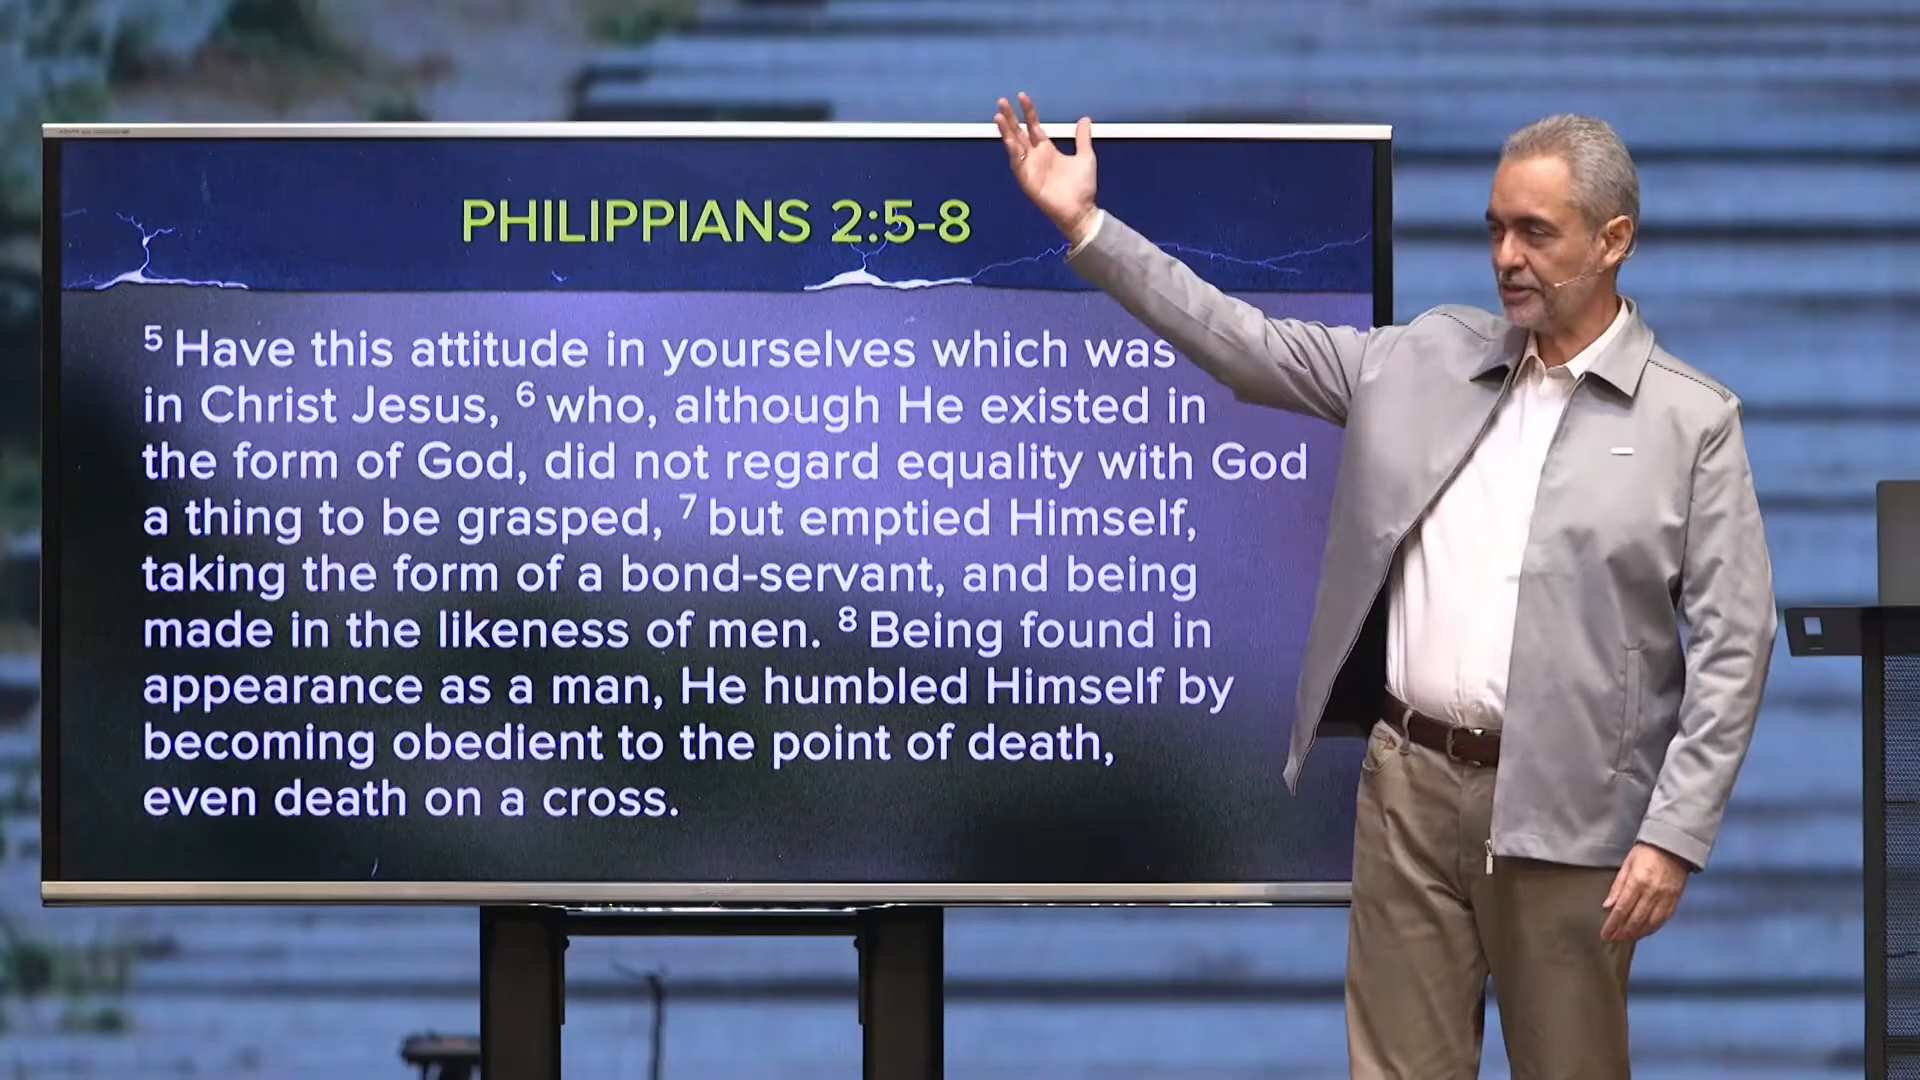 PHILIPPIANS 2:5-8
5 Have this attitude in yourselves which was
in Christ Jesus, 6 who, although He existed in
the form of God, did not regard equality with God
a thing to be grasped, 7 but emptied Himself,
taking the form of a bond-servant, and being
made in the likeness of men. 8 Being found in
appearance as a man, He humbled Himself by
becoming obedient to the point of death,
even death on a cross.